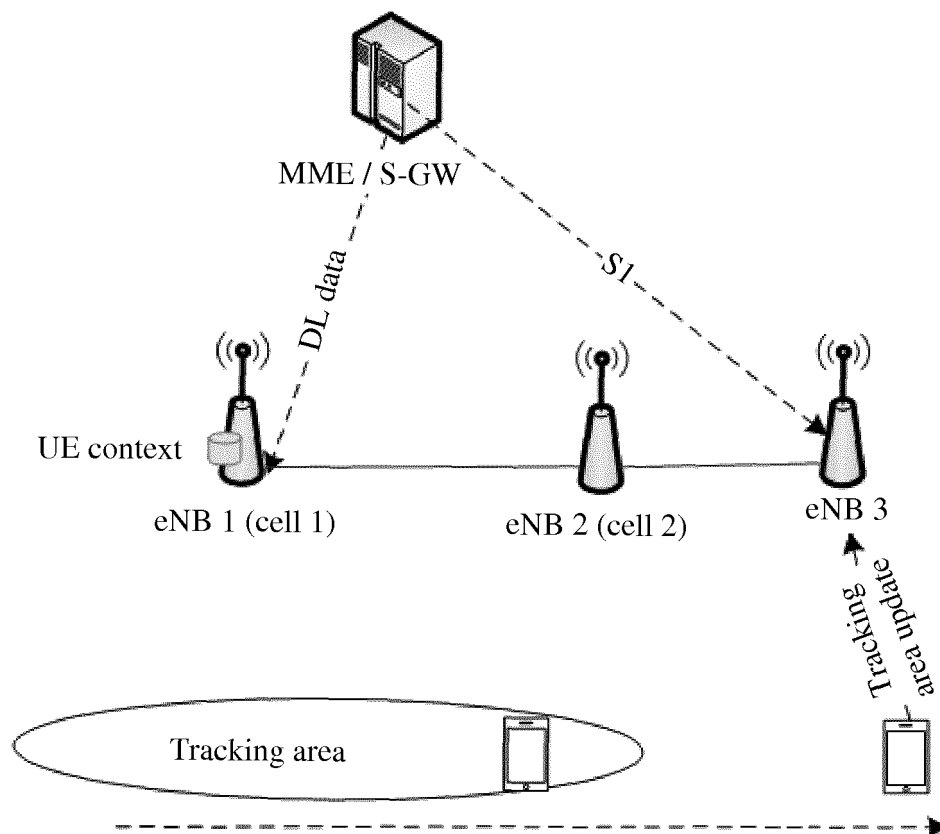 MME / S-GW
DL data
S1
UE context
eNB 1 (cell 1)
eNB 2 (cell 2)
eNB 3
Tracking
area update
Tracking area